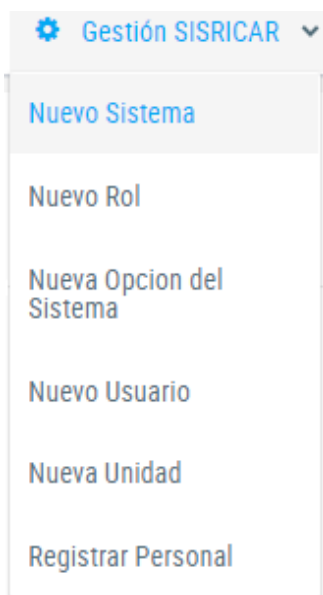 Gestión SISRICAR
Nuevo Sistema
Nuevo Rol
Nueva Opcion del
Sistema
Nuevo Usuario
Nueva Unidad
Registrar Personal